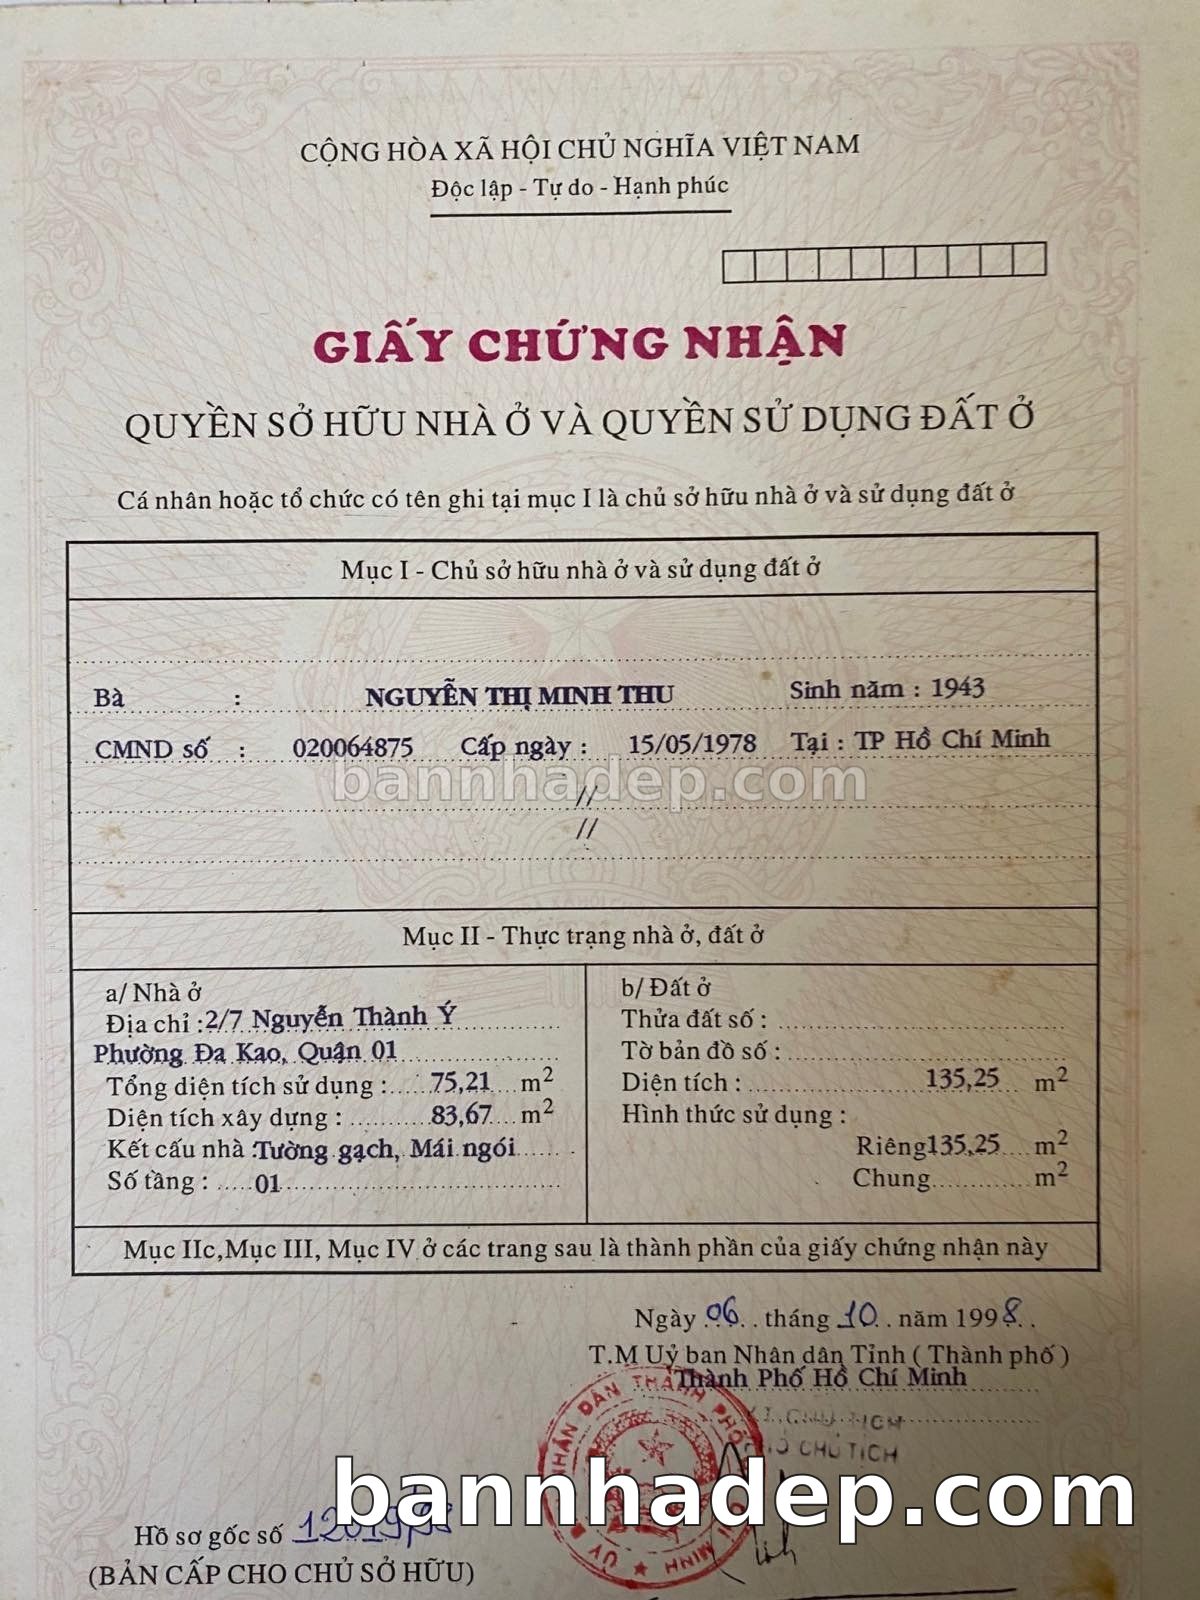 CỘNG HÒA XÃ HỘI CHỦ NGHĨA VIỆT NAM
Độc lập - Tự do - Hạnh phúc
GIẤY CHỨNG NHẬN
QUYỀN SỞ HỮU NHÀ Ở VÀ QUYỀN SỬ DỤNG ĐẤT Ở
Cá nhân hoặc tổ chức có tên ghi tại mục I là chủ sở hữu nhà ở và sử dụng đất ở
Mục I - Chủ sở hữu nhà ở và sử dụng đất ở
Bà : NGUYỄN THỊ MINH THU Sinh năm : 1943
CMND số : 020064875 Cấp ngày : 15/05/1978 Tại : TP Hồ Chí Minh
bannhadep.com
//
//
Mục II - Thực trạng nhà ở, đất ở
a/ Nhà ở
Địa chỉ : 2/7 Nguyễn Thành Ý
Phường Đa Kao, Quận 01
Tổng diện tích sử dụng : 75,21 m2
Diện tích xây dựng : 83,67 m2
Kết cấu nhà : Tường gạch, Mái ngói
Số tầng : 01
b/ Đất ở
Thửa đất số :
Tờ bản đồ số :
Diện tích : 135,25 m2
Hình thức sử dụng :
Riêng 135,25 m2
Chung m2
Mục IIc, Mục III, Mục IV ở các trang sau là thành phần của giấy chứng nhận này
Ngày 06 tháng 10 năm 1998
T.M Uỷ ban Nhân dân Tỉnh ( Thành phố )
Thành Phố Hồ Chí Minh
KT. CHỦ TỊCH
PHÓ CHỦ TỊCH
bannhadep.com
Hồ sơ gốc số
(BẢN CẤP CHO CHỦ SỞ HỮU)